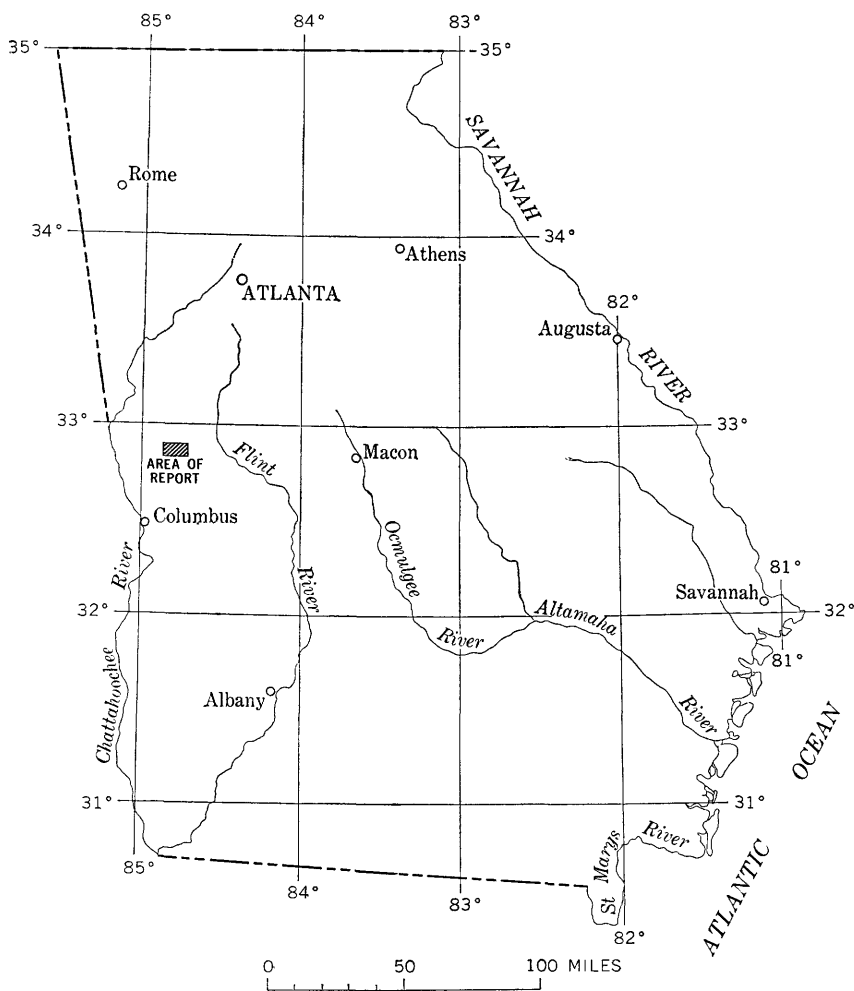 85° 84° 83°
35° 35°
SAVANNAH
Rome
34° 34°
Athens
ATLANTA
82°
Augusta
RIVER
33° 33°
Flint
Macon
AREA OF
REPORT
Columbus
Ocmulgee
River
River
81°
Savannah
32° 32°
Altamaha
River
81°
Chattahoochee
Albany
River
OCEAN
31° 31°
River
St Marys
ATLANTIC
85°
84°
83°
82°
0 50 100 MILES